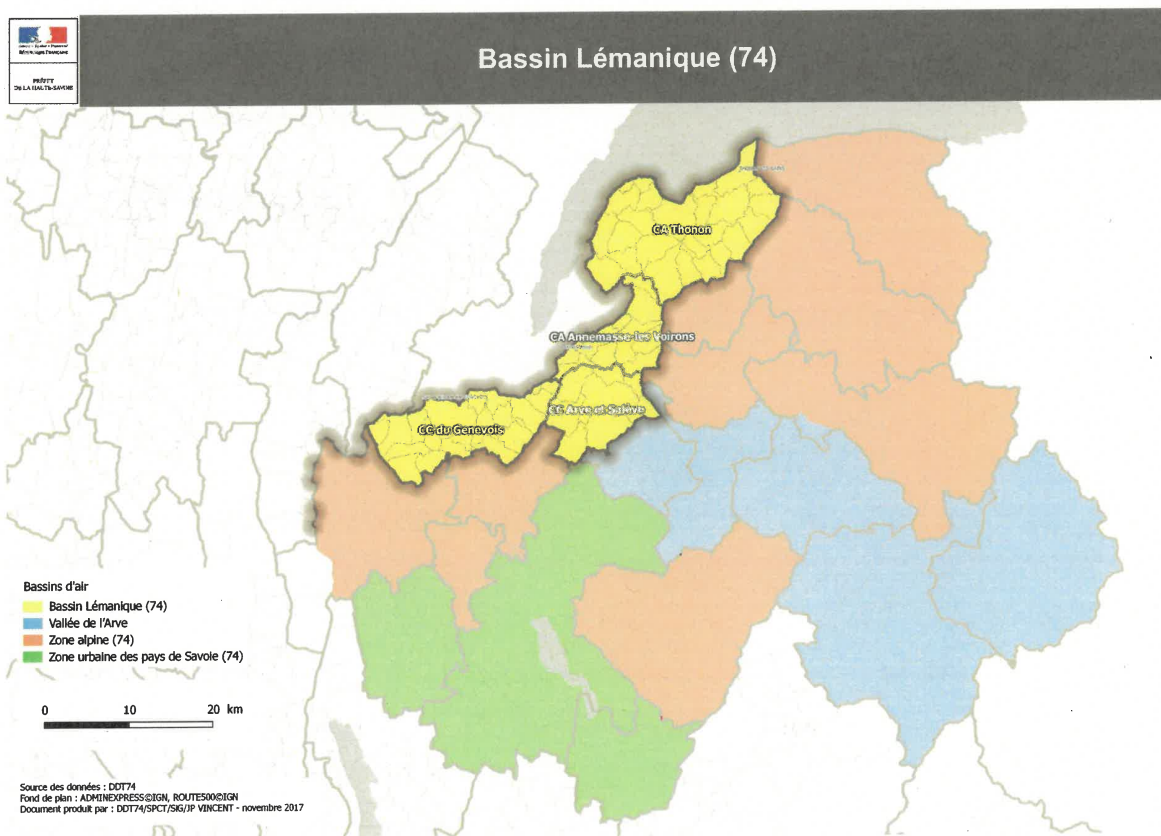 Bassin Lémanique (74)
RÉPUBLIQUE FRANÇAISE
PRÉFET
DE LA HAUTE-SAVOIE
CA Thonon
CA Annemasse-les Voirons
CC Arve et Salève
CC du Genevois
Bassins d'air
Bassin Lémanique (74)
Vallée de l'Arve
Zone alpine (74)
Zone urbaine des pays de Savoie (74)
0 10 20 km
Source des données : DDT74
Fond de plan : ADMINEXPRESS©IGN, ROUTE500©IGN
Document produit par : DDT74/SPCT/SIG/JP VINCENT - novembre 2017